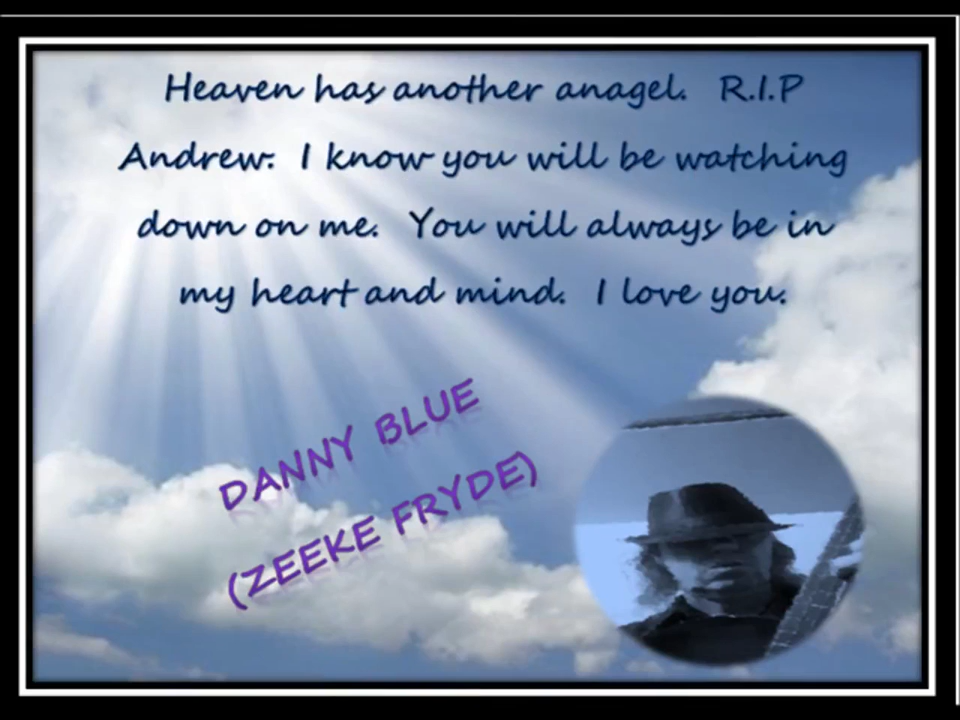 Heaven has another anagel. R.I.P
Andrew. I know you will be watching
down on me. You will always be in
my heart and mind. I love you.
DANNY BLUE
(ZEEKE FRYDE)